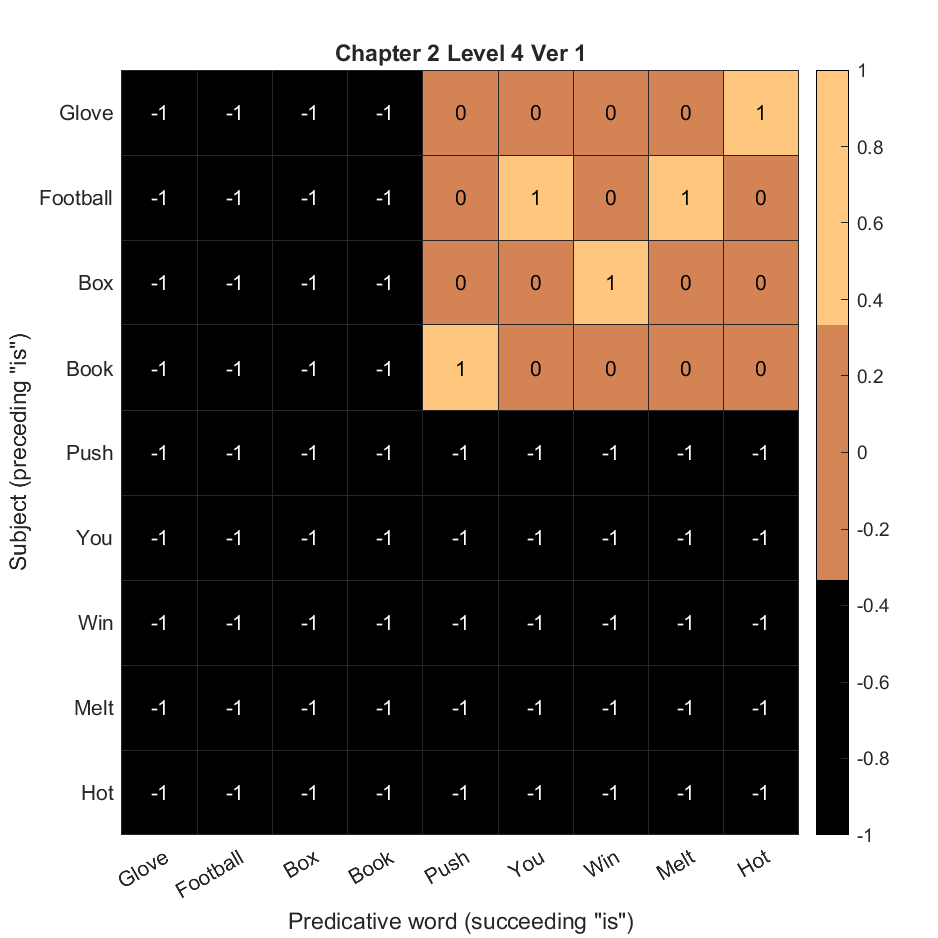 Chapter 2 Level 4 Ver 1
Glove -1 -1 -1 -1 0 0 0 0 1
Football -1 -1 -1 -1 0 1 0 1 0
Box -1 -1 -1 -1 0 0 1 0 0
Book -1 -1 -1 -1 1 0 0 0 0
Push -1 -1 -1 -1 -1 -1 -1 -1 -1
You -1 -1 -1 -1 -1 -1 -1 -1 -1
Win -1 -1 -1 -1 -1 -1 -1 -1 -1
Melt -1 -1 -1 -1 -1 -1 -1 -1 -1
Hot -1 -1 -1 -1 -1 -1 -1 -1 -1
Glove Football Box Book Push You Win Melt Hot
Predicative word (succeeding "is")
Subject (preceding "is")
1
0.8
0.6
0.4
0.2
0
-0.2
-0.4
-0.6
-0.8
-1